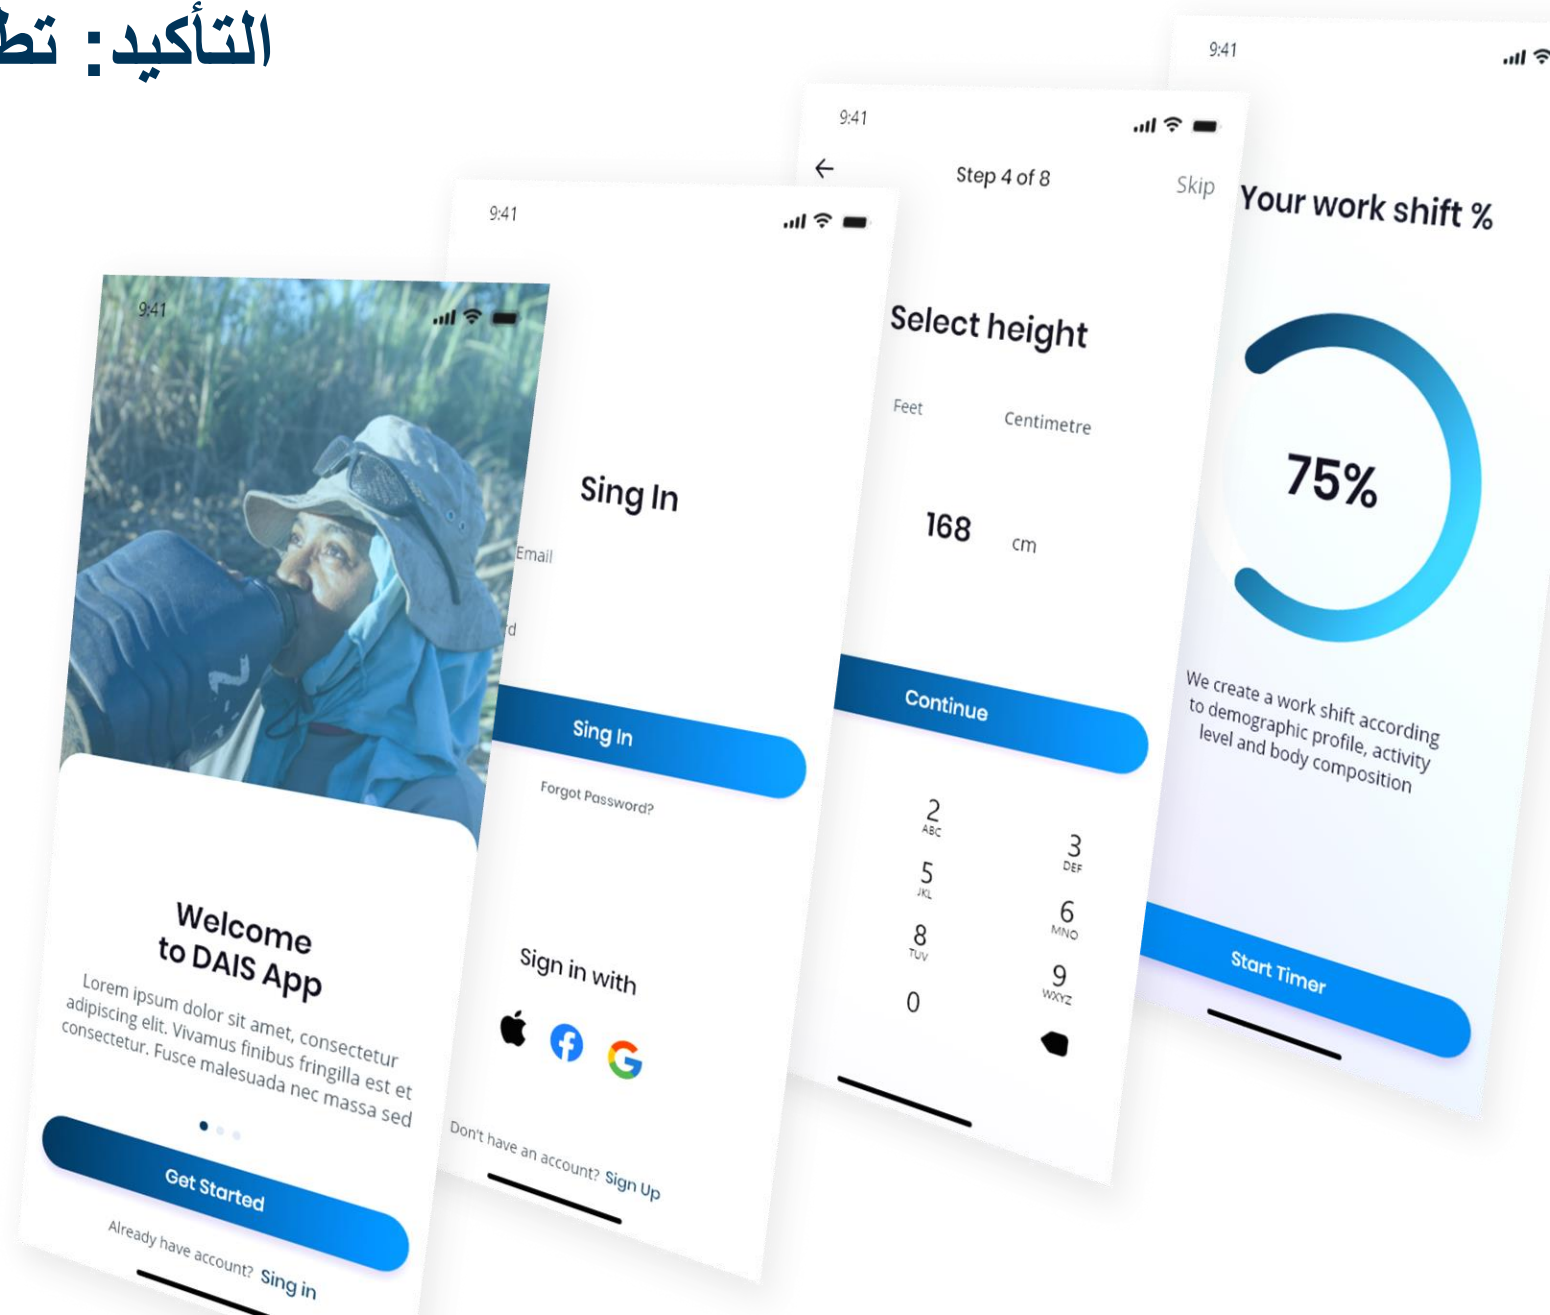 التأكيد:
9:41
Welcome
to DAIS App
Lorem ipsum dolor sit amet, consectetur
adipiscing elit. Vivamus finibus fringilla est et
consectetur. Fusce malesuada nec massa sed
Get Started
Already have account? Sing in
9:41
Sing In
Email
Sing In
Forgot Password?
Sign in with
Don't have an account? Sign Up
9:41
Step 4 of 8
Skip
Select height
Feet
Centimetre
168 cm
Continue
2
ABC
3
DEF
5
JKL
6
MNO
8
TUV
9
WXYZ
0
9:41
Your work shift %
75%
We create a work shift according
to demographic profile, activity
level and body composition
Start Timer